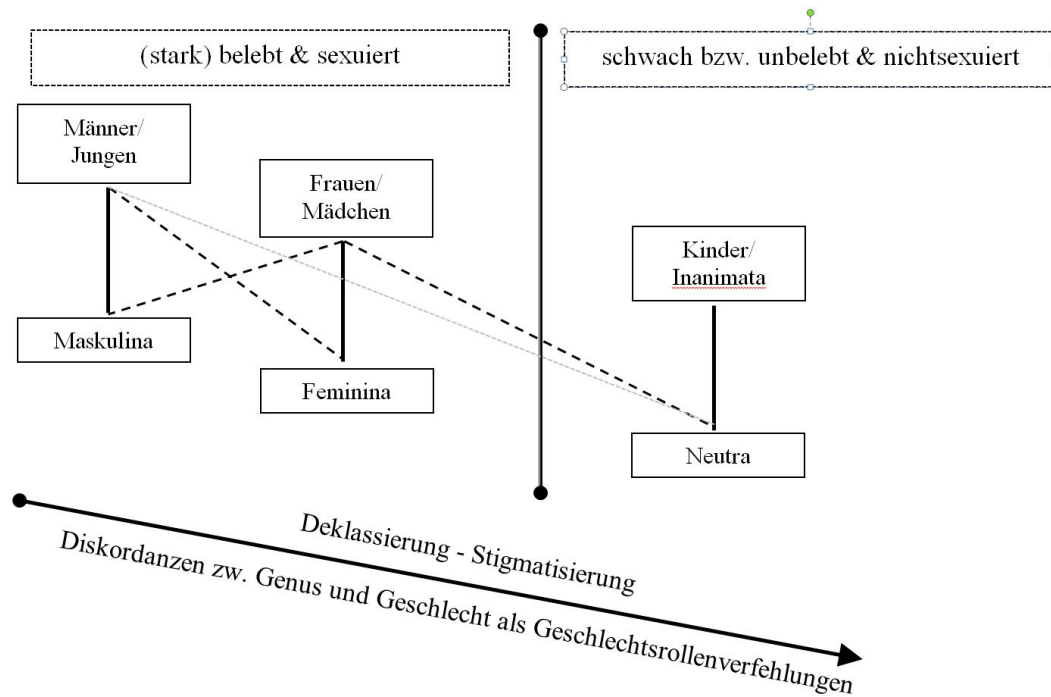 (stark) belebt & sexuiert
schwach bzw. unbelebt & nichtsexuiert
Männer/
Jungen
Frauen/
Mädchen
Kinder/
Inanimata
Maskulina
Feminina
Neutra
Deklassierung - Stigmatisierung
Diskordanzen zw. Genus und Geschlecht als Geschlechtsrollenverfehlungen